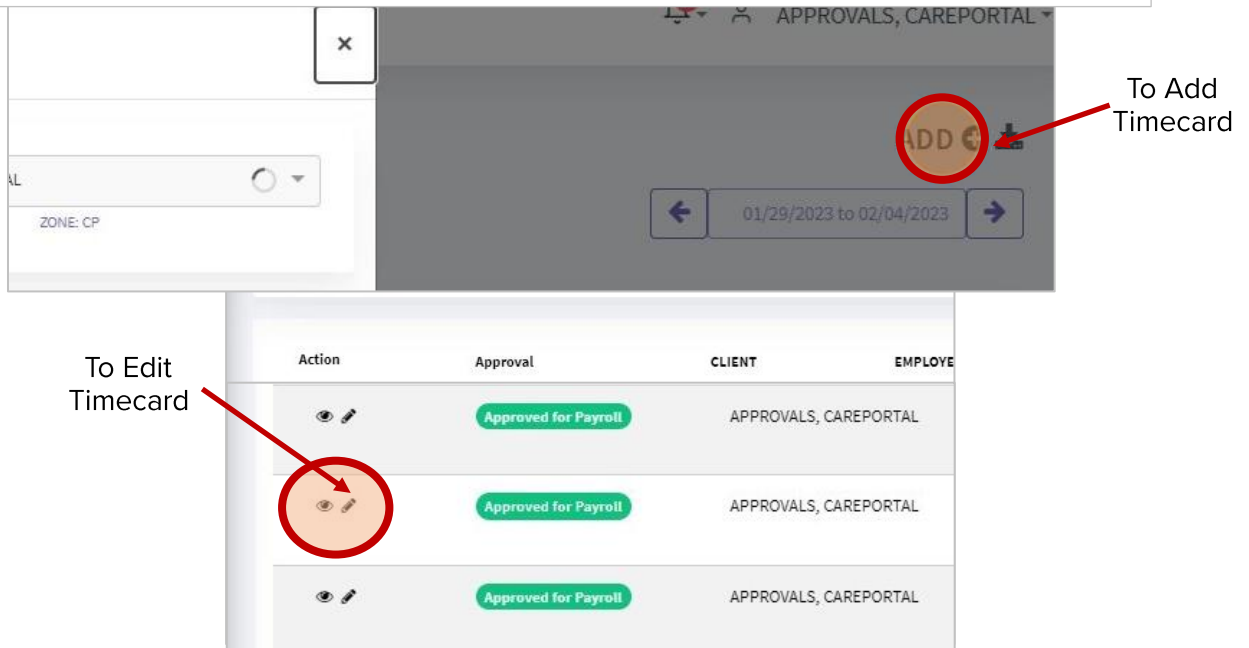 APPROVALS, CAREPORTAL
×
To Add
Timecard
ADD
AL
ZONE: CP
01/29/2023 to 02/04/2023
To Edit
Timecard
Action Approval CLIENT EMPLOYE
Approved for Payroll APPROVALS, CAREPORTAL
Approved for Payroll APPROVALS, CAREPORTAL
Approved for Payroll APPROVALS, CAREPORTAL